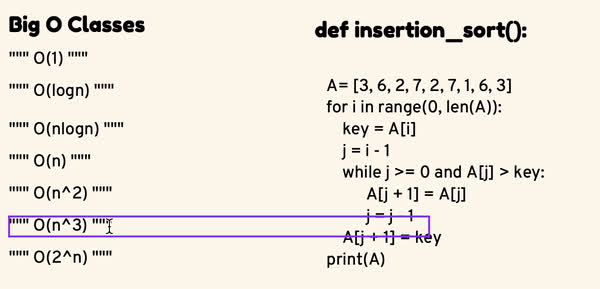 Big O Classes
""" O(1) """
""" O(logn) """
""" O(nlogn) """
""" O(n) """
""" O(n^2) """
""" O(n^3) """
""" O(2^n) """
def insertion_sort():
A= [3, 6, 2, 7, 2, 7, 1, 6, 3]
for i in range(0, len(A)):
key = A[i]
j = i - 1
while j >= 0 and A[j] > key:
A[j + 1] = A[j]
j = j - 1
A[j + 1] = key
print(A)